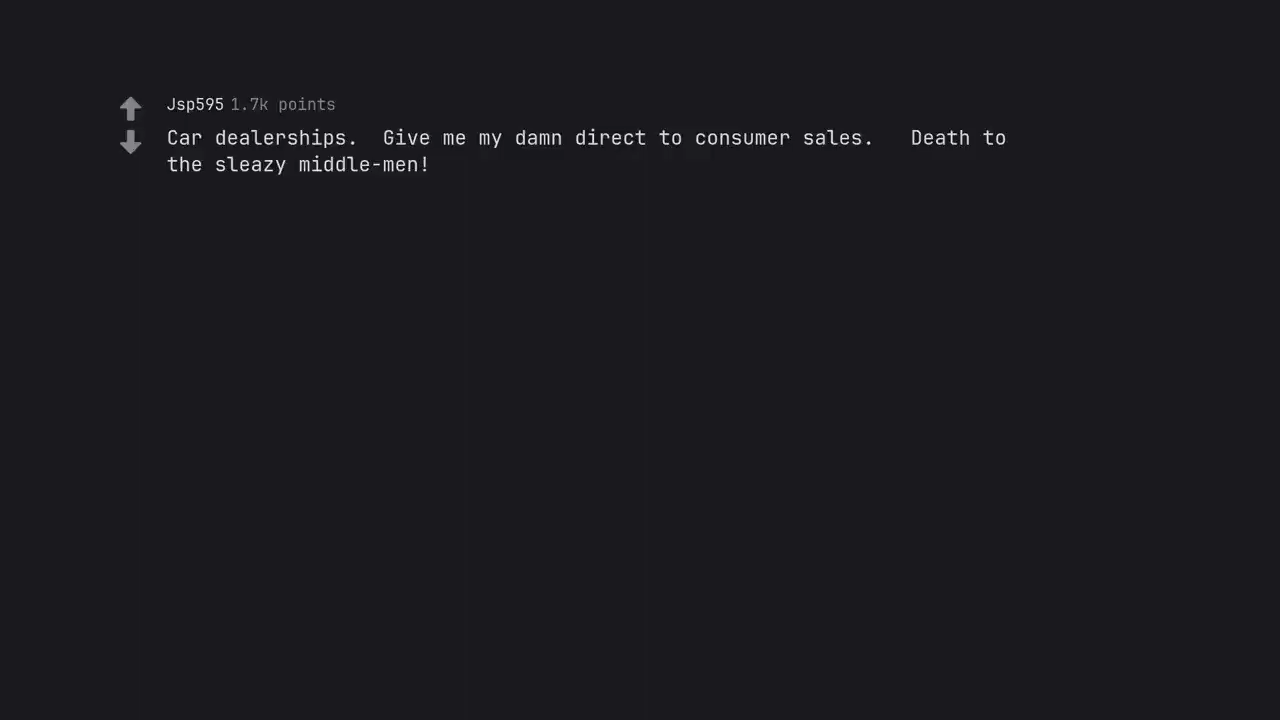 Jsp595 1.7k points
Car dealerships.  Give me my damn direct to consumer sales.   Death to
the sleazy middle-men!